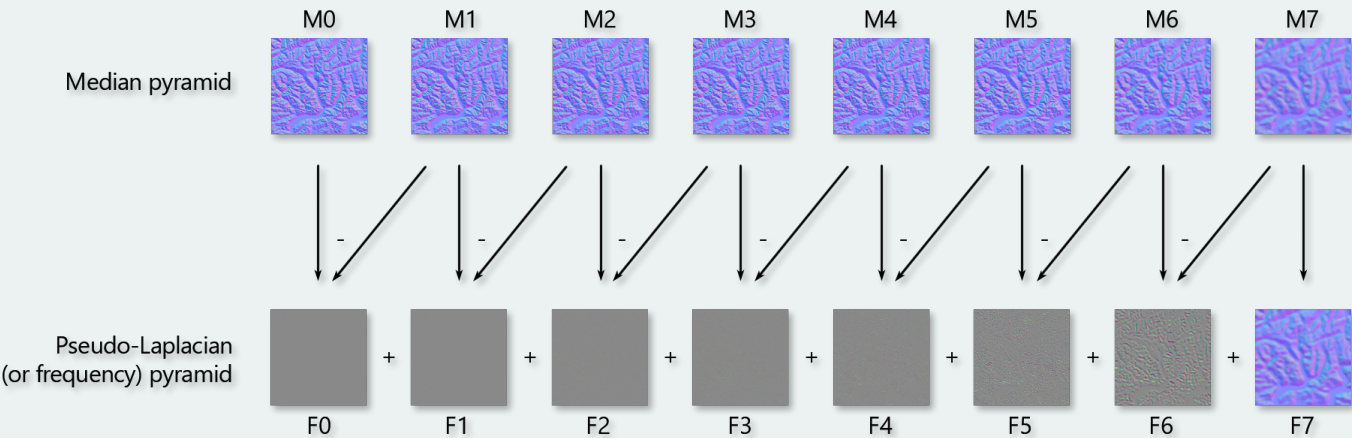 M0 M1 M2 M3 M4 M5 M6 M7
Median pyramid
- - - - - - -
Pseudo-Laplacian
(or frequency) pyramid
+ + + + + + +
F0 F1 F2 F3 F4 F5 F6 F7